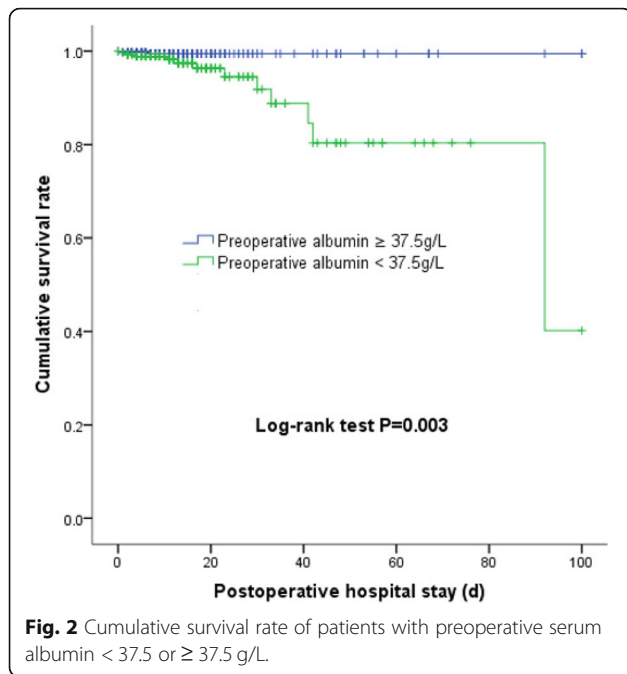 1.0
0.8
0.6
0.4
0.2
0.0
Cumulative survival rate
Preoperative albumin ≥ 37.5g/L
Preoperative albumin < 37.5g/L
Log-rank test P=0.003
0 20 40 60 80 100
Postoperative hospital stay (d)
Fig. 2 Cumulative survival rate of patients with preoperative serum
albumin < 37.5 or ≥ 37.5 g/L.